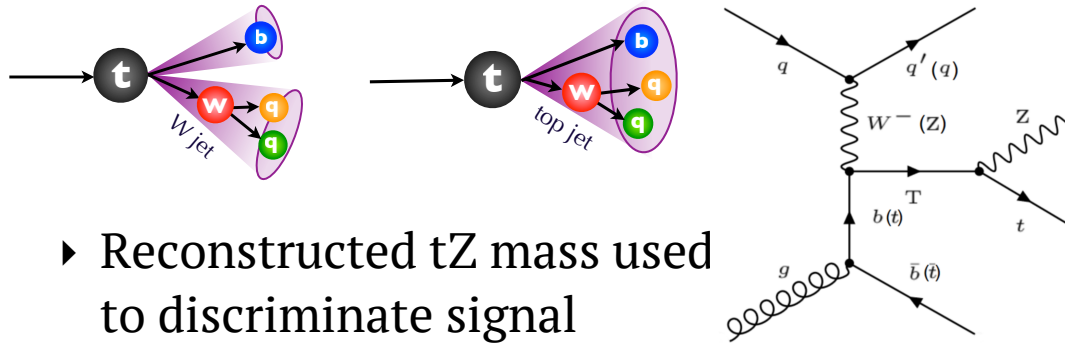 t
b
W
q
q
W jet
t
b
W
q
q
top jet
q
q′ (q)
W⁻ (Z)
Z
T
b(t)
t
g
b̄(t̄)
▸ Reconstructed tZ mass used
to discriminate signal